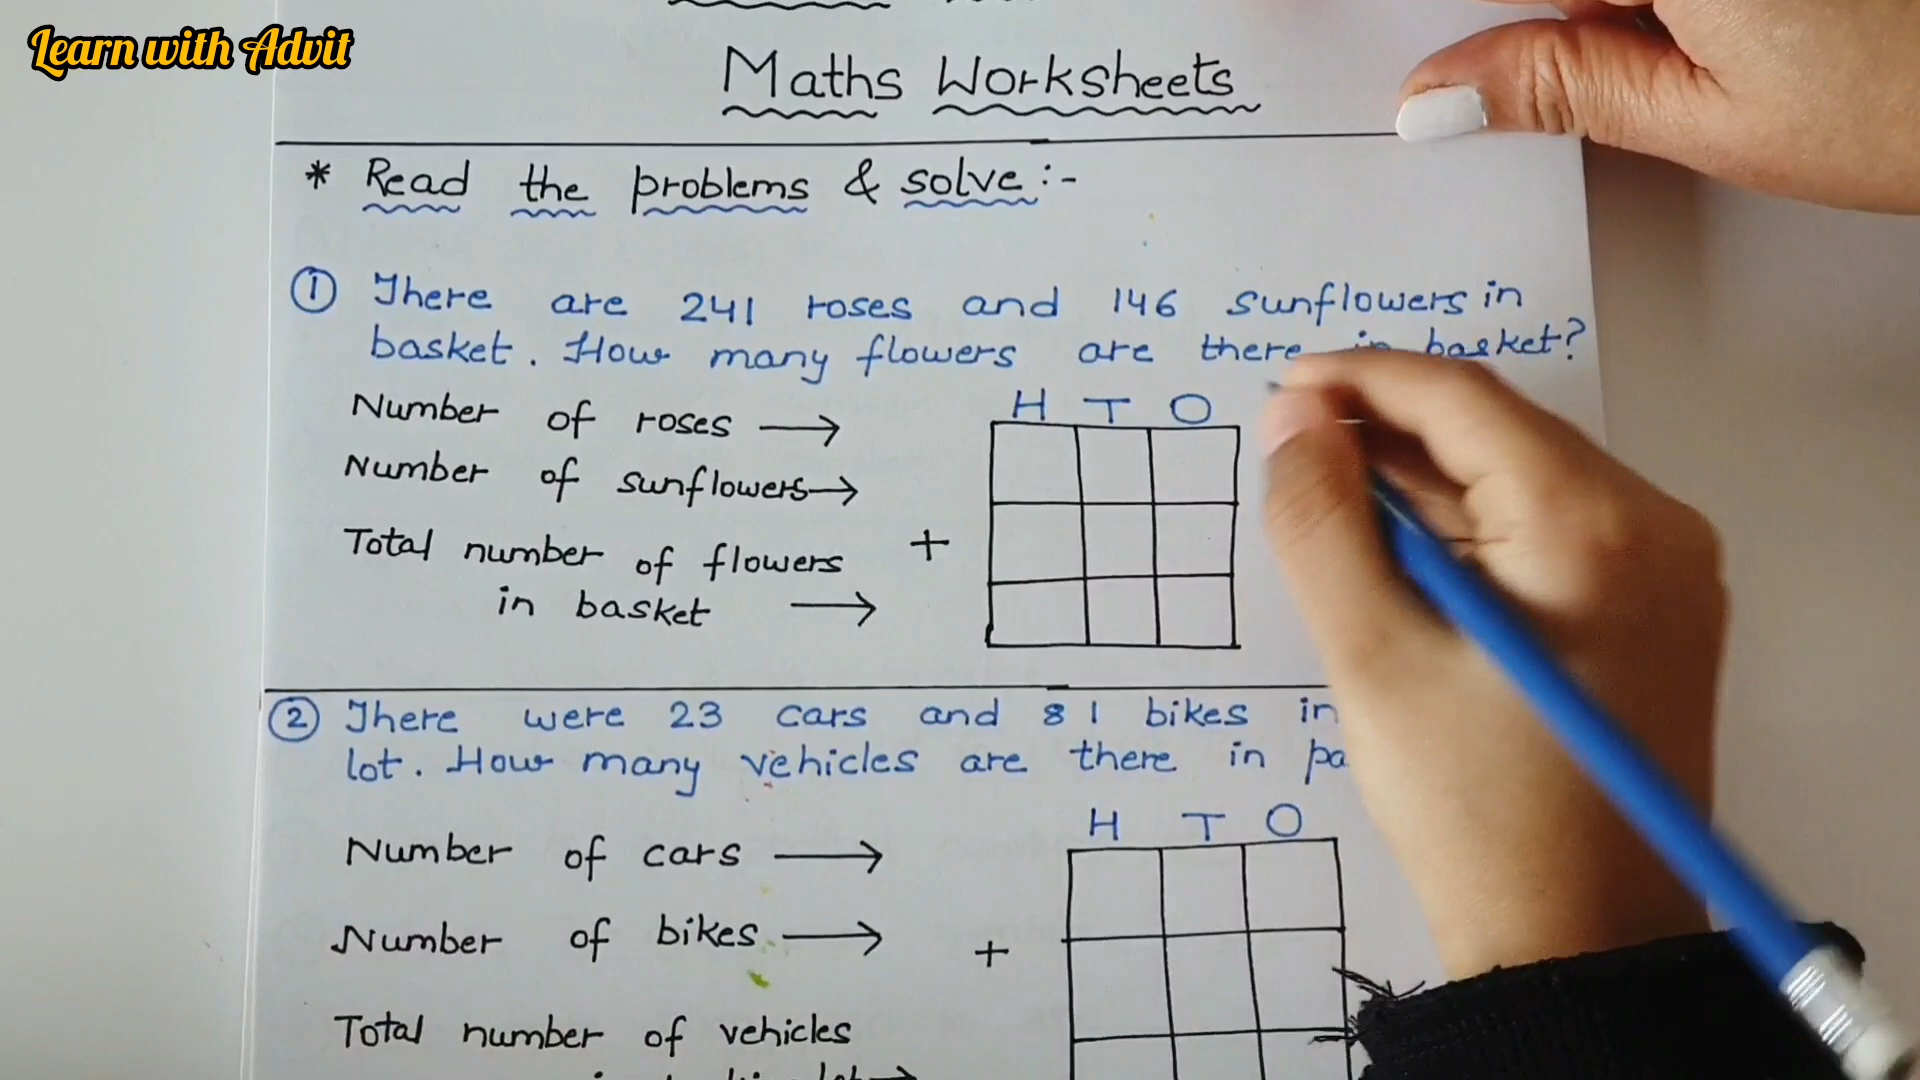 Learn with Advit
Maths Worksheets
* Read the problems & solve :-
① There are 241 roses and 146 sunflowers in
basket. How many flowers are there in basket?
H T O
Number of roses →
Number of sunflowers →
Total number of flowers +
in basket →
② There were 23 cars and 81 bikes in
lot. How many vehicles are there in
H T O
Number of cars →
Number of bikes → +
Total number of vehicles